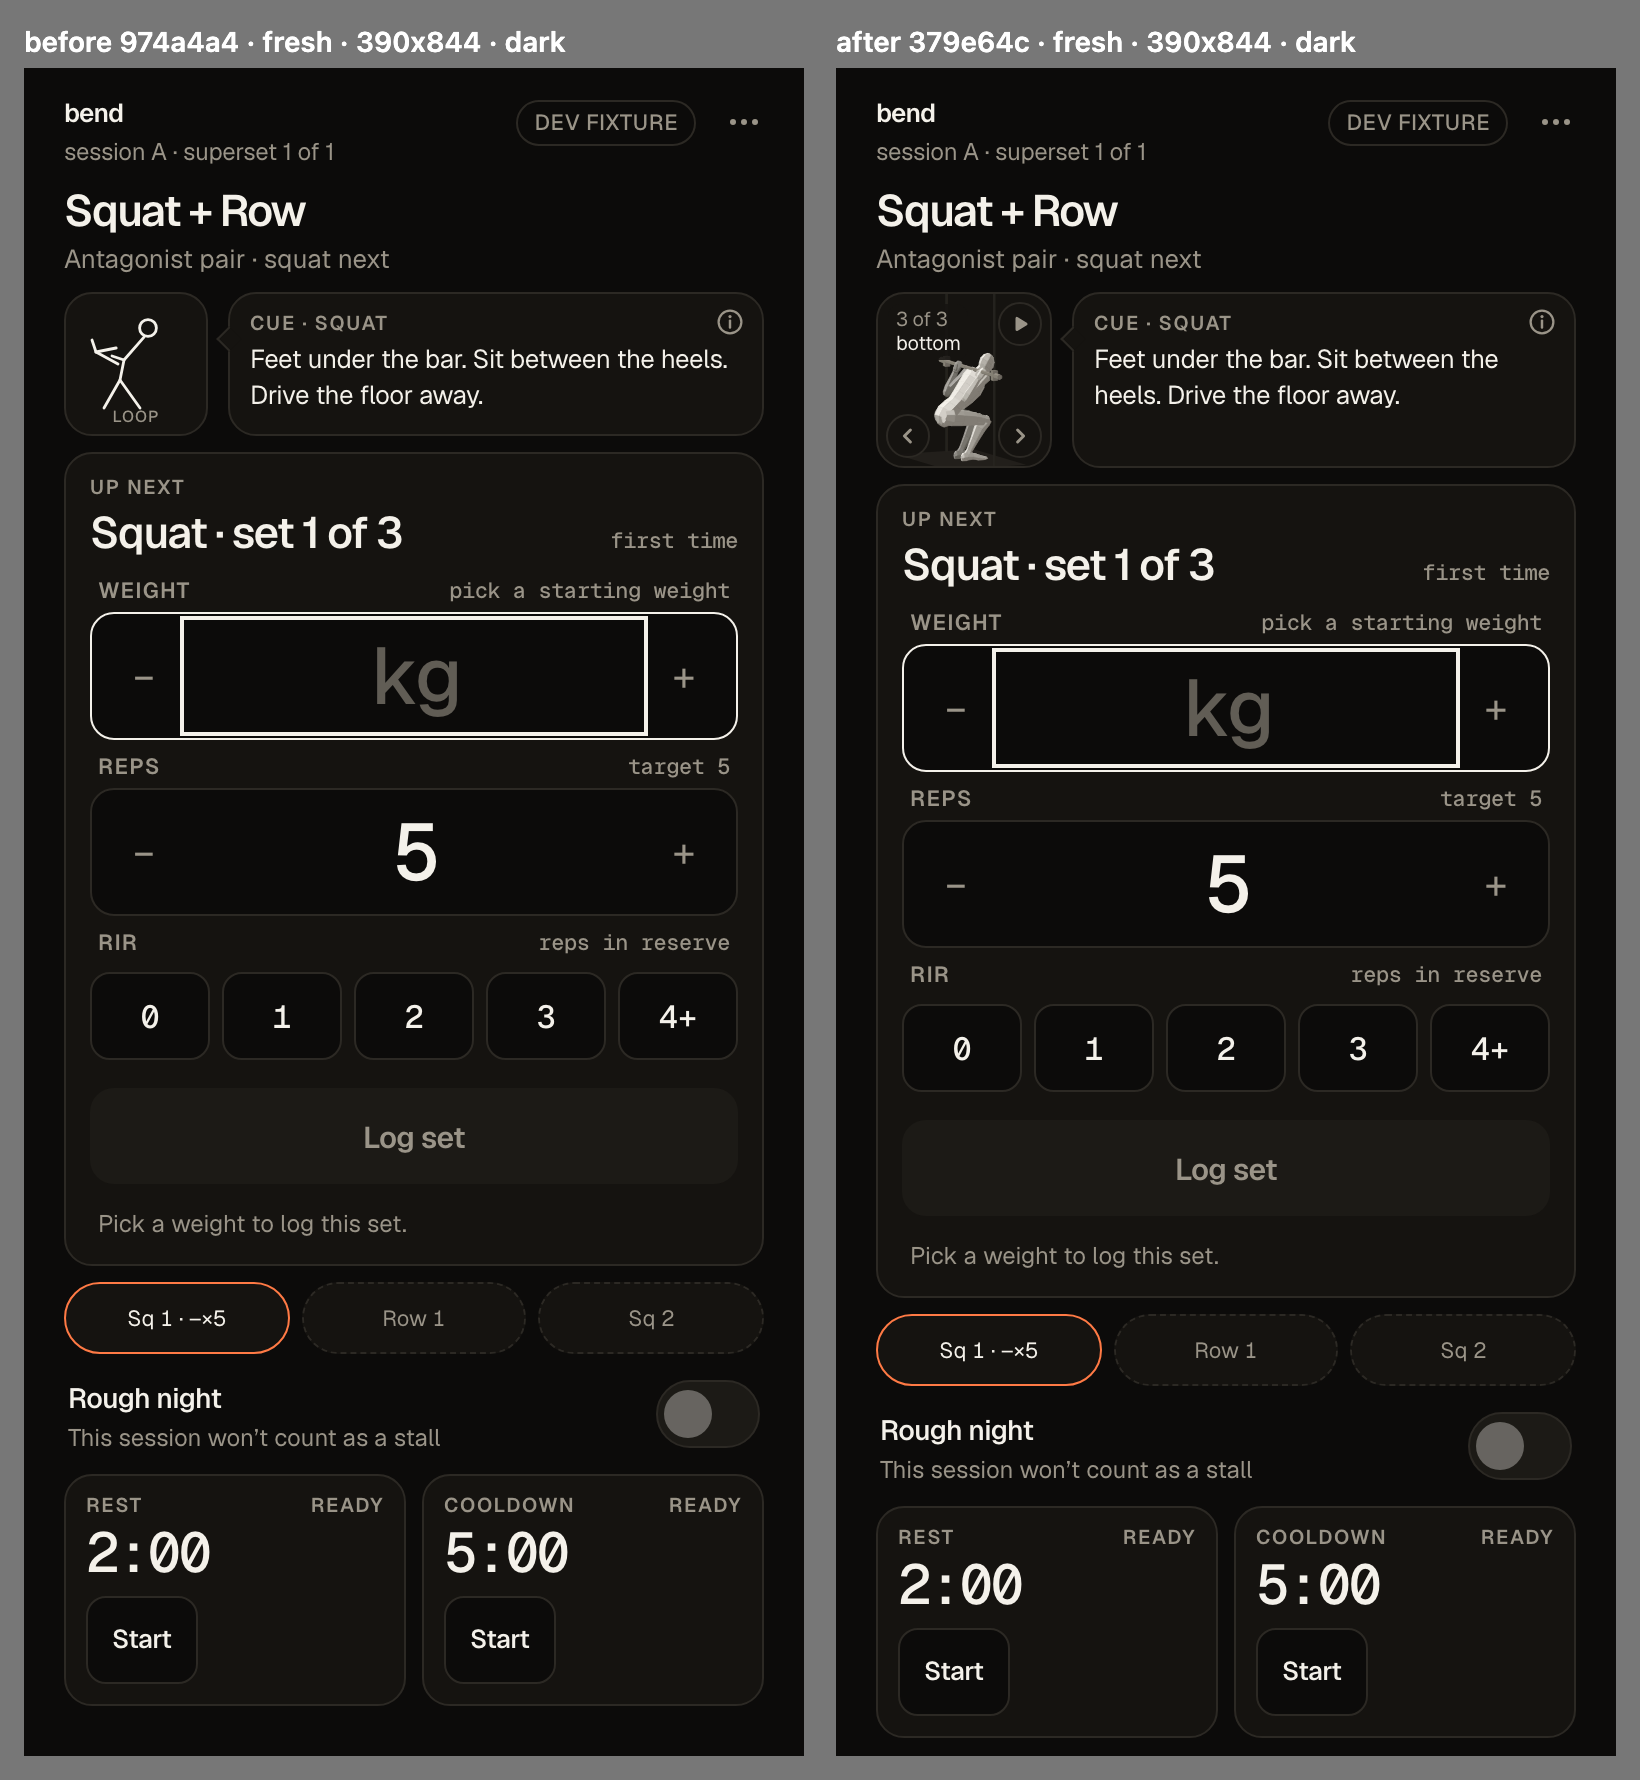 before 974a4a4 · fresh · 390x844 · dark
bend
DEV FIXTURE
session A · superset 1 of 1
Squat + Row
Antagonist pair · squat next
LOOP
CUE · SQUAT
Feet under the bar. Sit between the heels.
Drive the floor away.
UP NEXT
Squat · set 1 of 3
first time
WEIGHT
pick a starting weight
−
kg
+
REPS
target 5
−
5
+
RIR
reps in reserve
0
1
2
3
4+
Log set
Pick a weight to log this set.
Sq 1 · –×5
Row 1
Sq 2
Rough night
This session won’t count as a stall
REST
READY
2:00
Start
COOLDOWN
READY
5:00
Start
after 379e64c · fresh · 390x844 · dark
bend
DEV FIXTURE
session A · superset 1 of 1
Squat + Row
Antagonist pair · squat next
3 of 3
bottom
CUE · SQUAT
Feet under the bar. Sit between the
heels. Drive the floor away.
UP NEXT
Squat · set 1 of 3
first time
WEIGHT
pick a starting weight
−
kg
+
REPS
target 5
−
5
+
RIR
reps in reserve
0
1
2
3
4+
Log set
Pick a weight to log this set.
Sq 1 · –×5
Row 1
Sq 2
Rough night
This session won’t count as a stall
REST
READY
2:00
Start
COOLDOWN
READY
5:00
Start